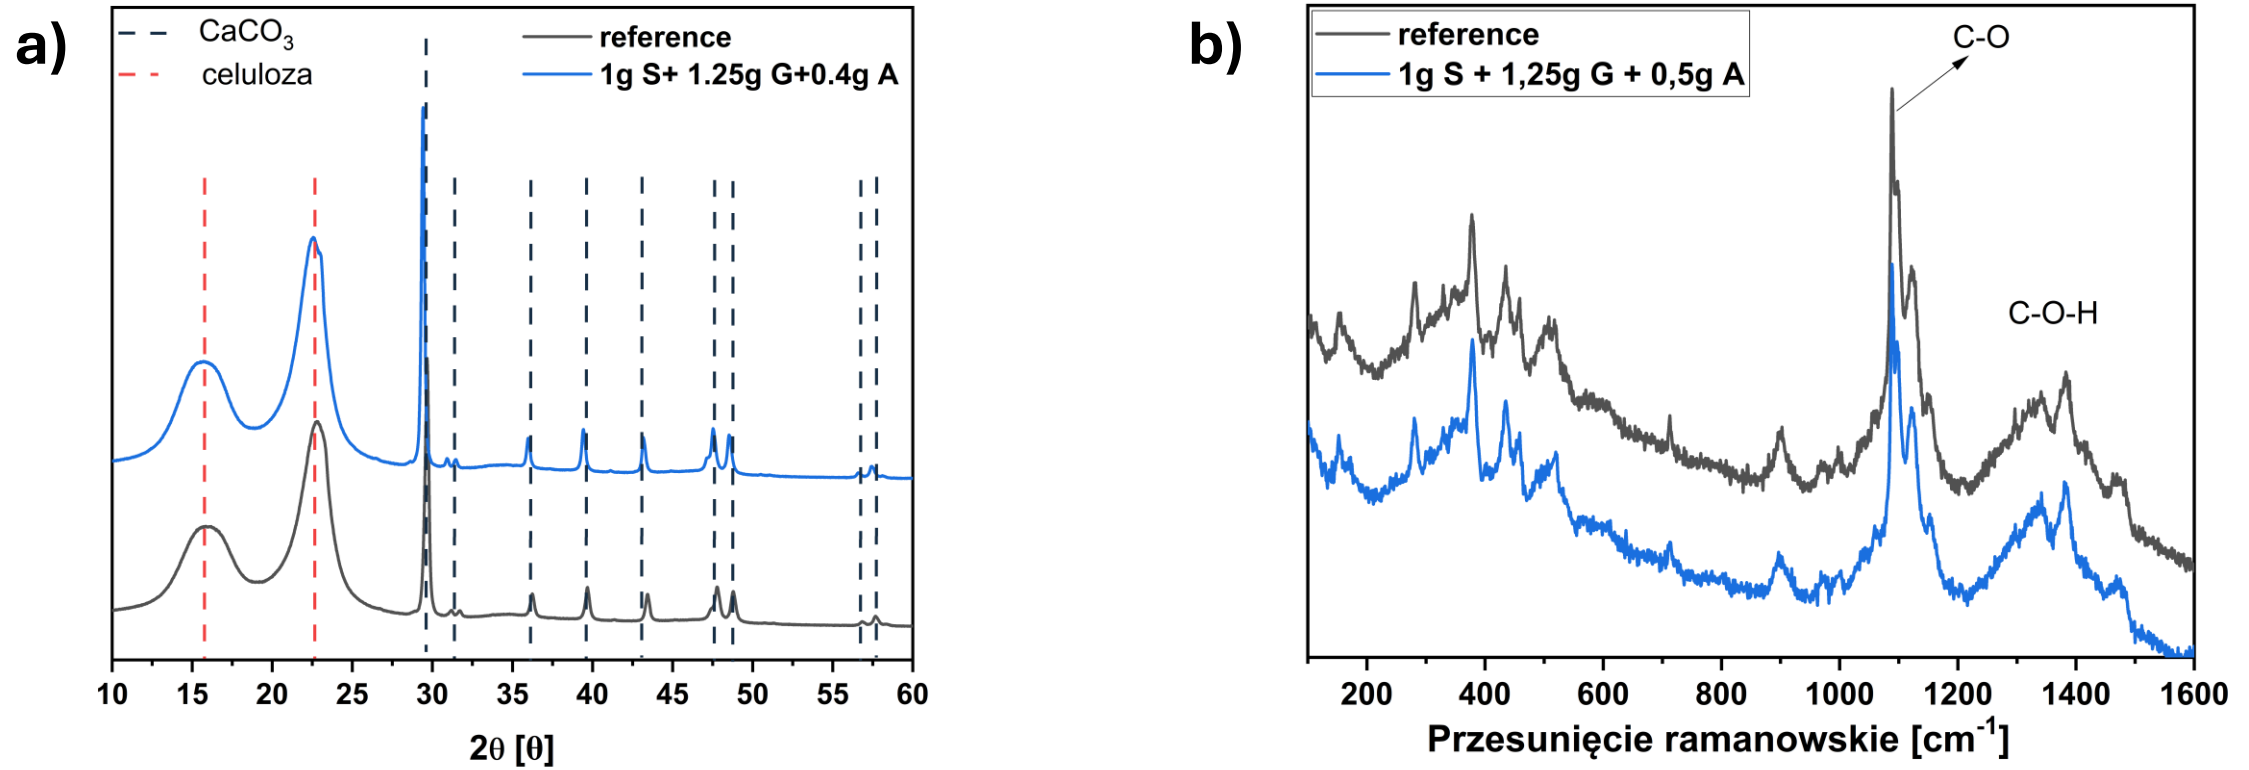 a)
CaCO3
celuloza
reference
1g S+ 1.25g G+0.4g A
10 15 20 25 30 35 40 45 50 55 60
2θ [θ]
b)
reference
1g S + 1,25g G + 0,5g A
C-O
C-O-H
200 400 600 800 1000 1200 1400 1600
Przesunięcie ramanowskie [cm-1]